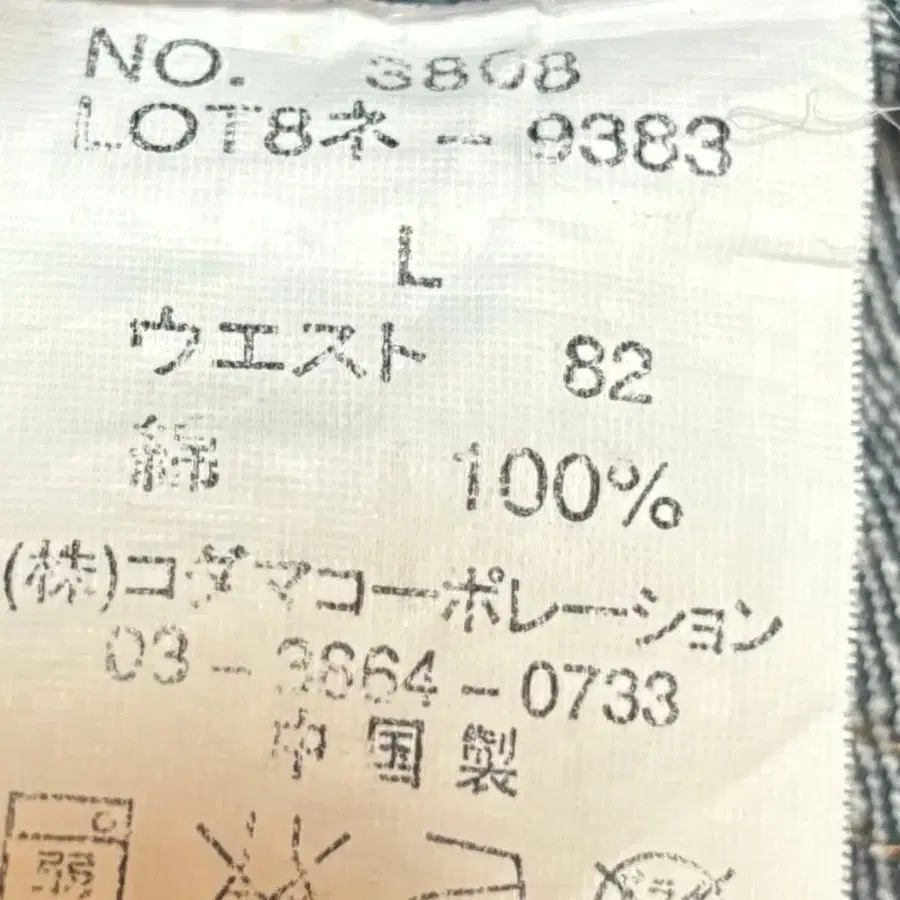 NO. 3808
LOT8ネ-9383
L
ウエスト 82
綿 100%
(株)コダマコーポレーション
03-3864-0733
中国製
弱